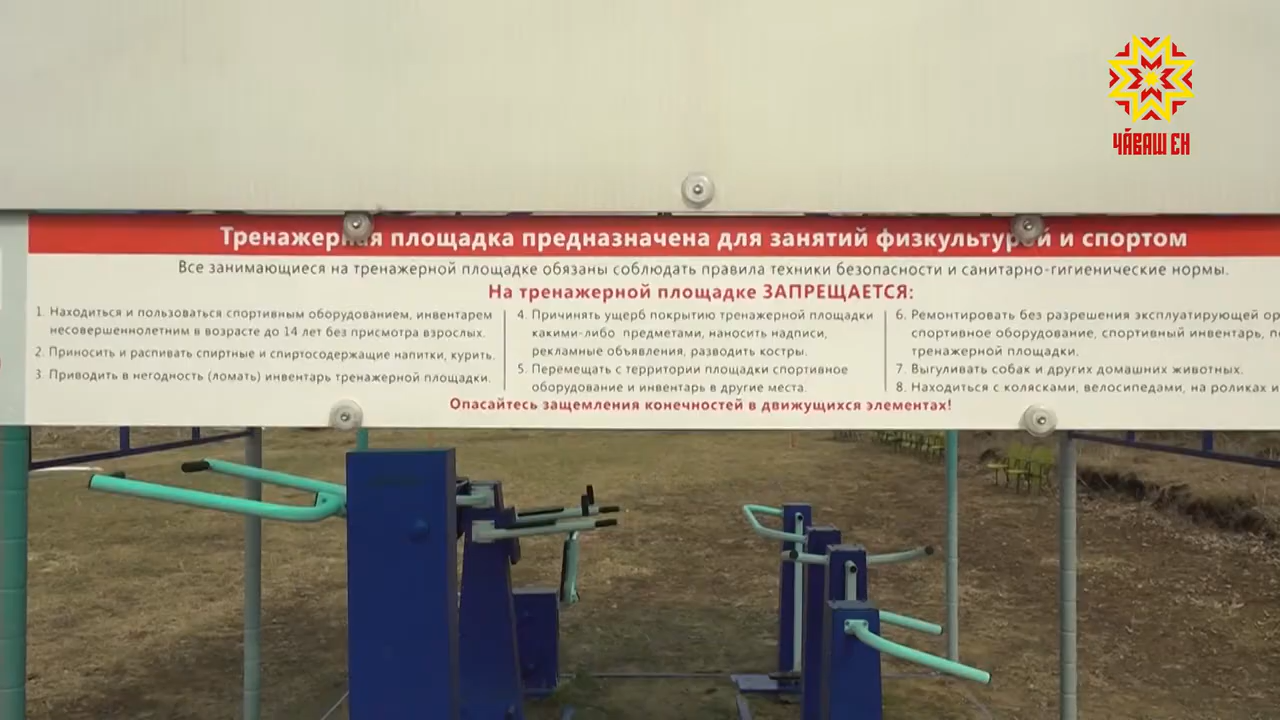 ЧӐВАШ ЕН
Тренажерная площадка предназначена для занятий физкультурой и спортом
Все занимающиеся на тренажерной площадке обязаны соблюдать правила техники безопасности и санитарно-гигиенические нормы.
На тренажерной площадке ЗАПРЕЩАЕТСЯ:
1. Находиться и пользоваться спортивным оборудованием, инвентарем
несовершеннолетним в возрасте до 14 лет без присмотра взрослых.
2. Приносить и распивать спиртные и спиртосодержащие напитки, курить.
3. Приводить в негодность (ломать) инвентарь тренажерной площадки.
4. Причинять ущерб покрытию тренажерной площадки
какими-либо предметами, наносить надписи,
рекламные объявления, разводить костры.
5. Перемещать с территории площадки спортивное
оборудование и инвентарь в другие места.
6. Ремонтировать без разрешения эксплуатирующей
спортивное оборудование, спортивный инвентарь,
тренажерной площадки.
7. Выгуливать собак и других домашних животных.
8. Находиться с колясками, велосипедами, на роликах и
Опасайтесь защемления конечностей в движущихся элементах!